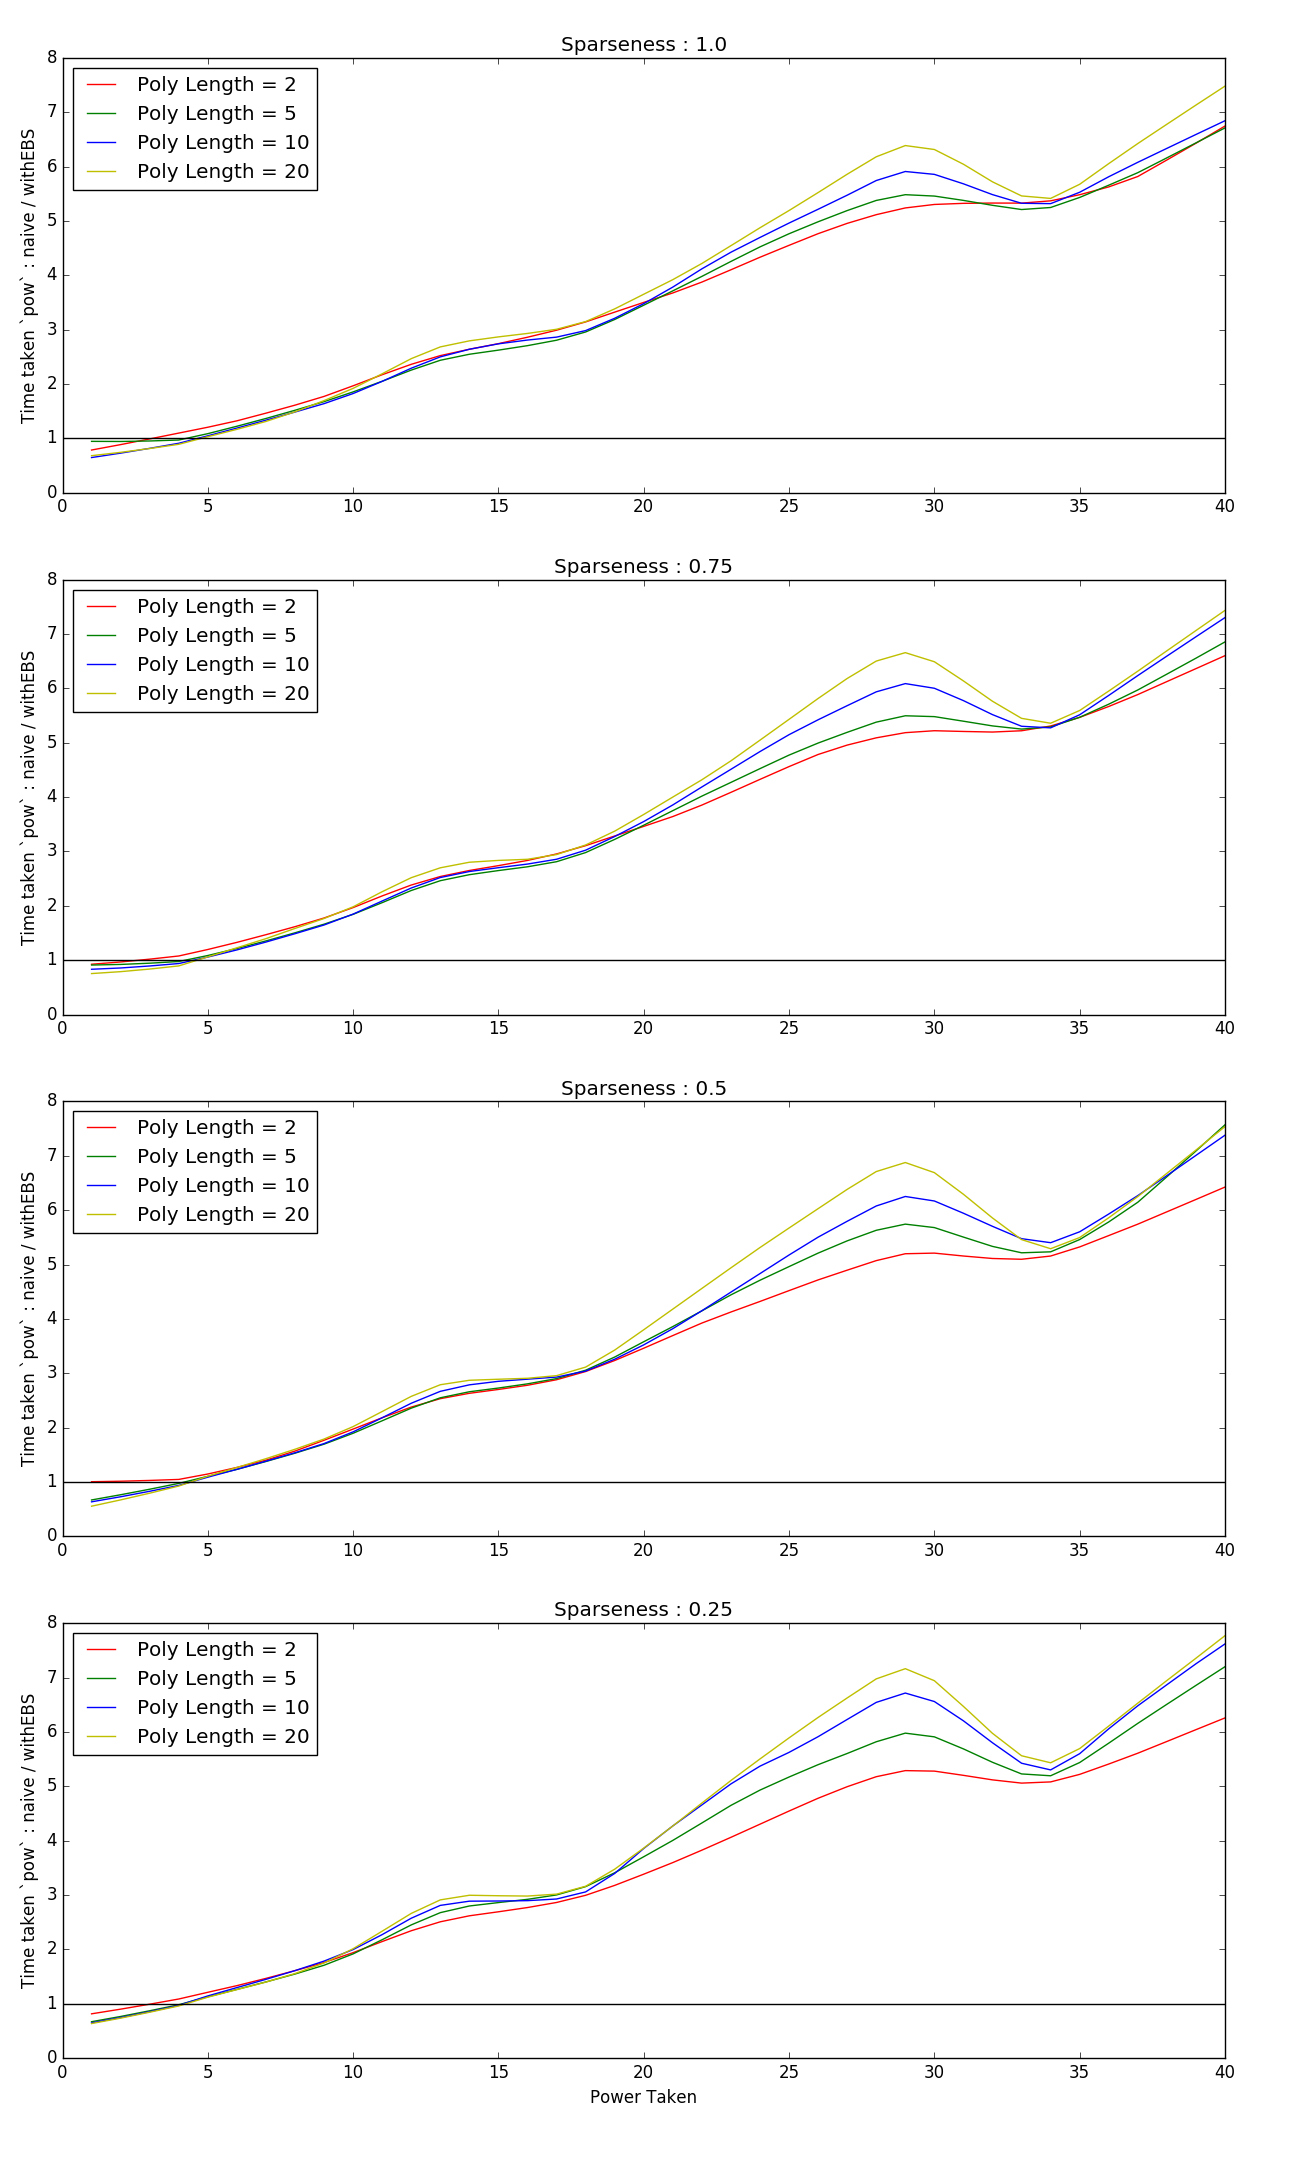 Sparseness : 1.0
Time taken `pow` : naive / withEBS
8
7
6
5
4
3
2
1
0
Poly Length = 2
Poly Length = 5
Poly Length = 10
Poly Length = 20
0 5 10 15 20 25 30 35 40
Sparseness : 0.75
Time taken `pow` : naive / withEBS
8
7
6
5
4
3
2
1
0
Poly Length = 2
Poly Length = 5
Poly Length = 10
Poly Length = 20
0 5 10 15 20 25 30 35 40
Sparseness : 0.5
Time taken `pow` : naive / withEBS
8
7
6
5
4
3
2
1
0
Poly Length = 2
Poly Length = 5
Poly Length = 10
Poly Length = 20
0 5 10 15 20 25 30 35 40
Sparseness : 0.25
Time taken `pow` : naive / withEBS
8
7
6
5
4
3
2
1
0
Poly Length = 2
Poly Length = 5
Poly Length = 10
Poly Length = 20
0 5 10 15 20 25 30 35 40
Power Taken